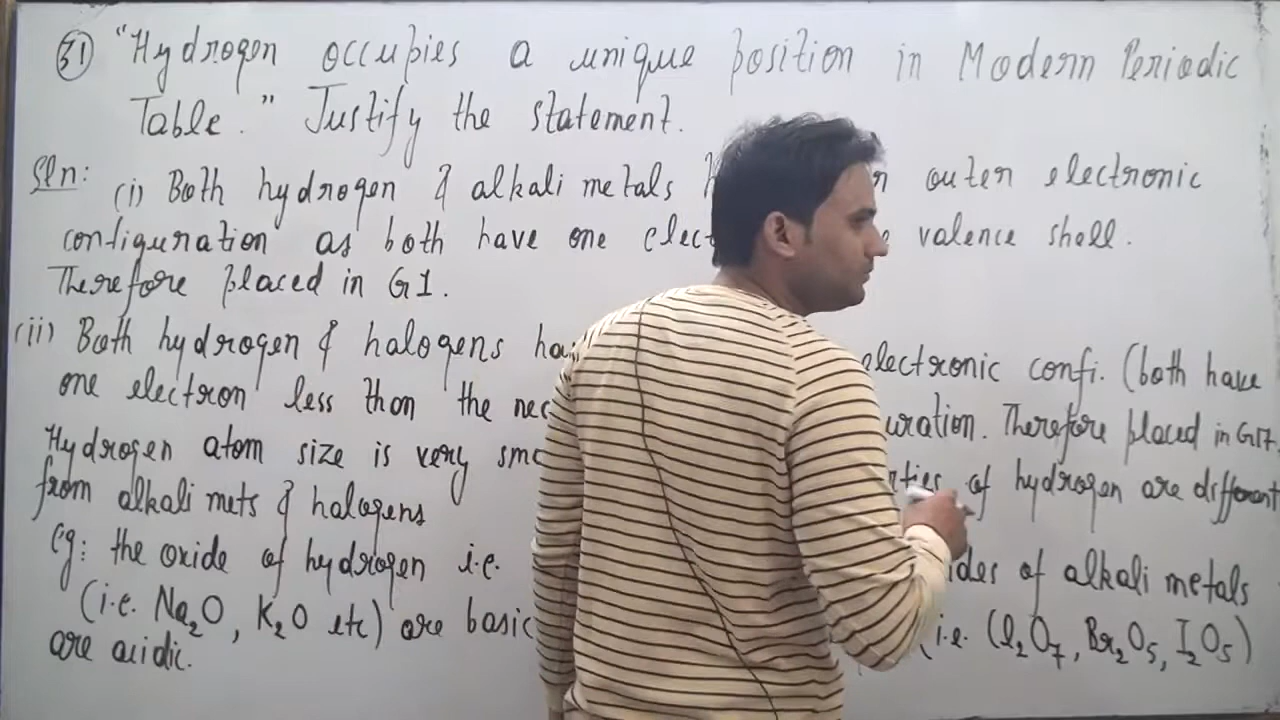 31 "Hydrogen occupies a unique position in Modern Periodic
Table." Justify the statement.
Sln: (i) Both hydrogen & alkali metals outer electronic
configuration as both have one elect valence shell.
Therefore placed in G1.
(ii) Both hydrogen & halogens ha electronic confi. (both have
one electron less than the ne uration. Therefore placed in G17.
Hydrogen atom size is very sm rties of hydrogen are different
from alkali mets & halogens
eg: the oxide of hydrogen i.e. ides of alkali metals
(i.e. Na2O, K2O etc) are basic (i.e. Cl2O7, Br2O5, I2O5)
are acidic.